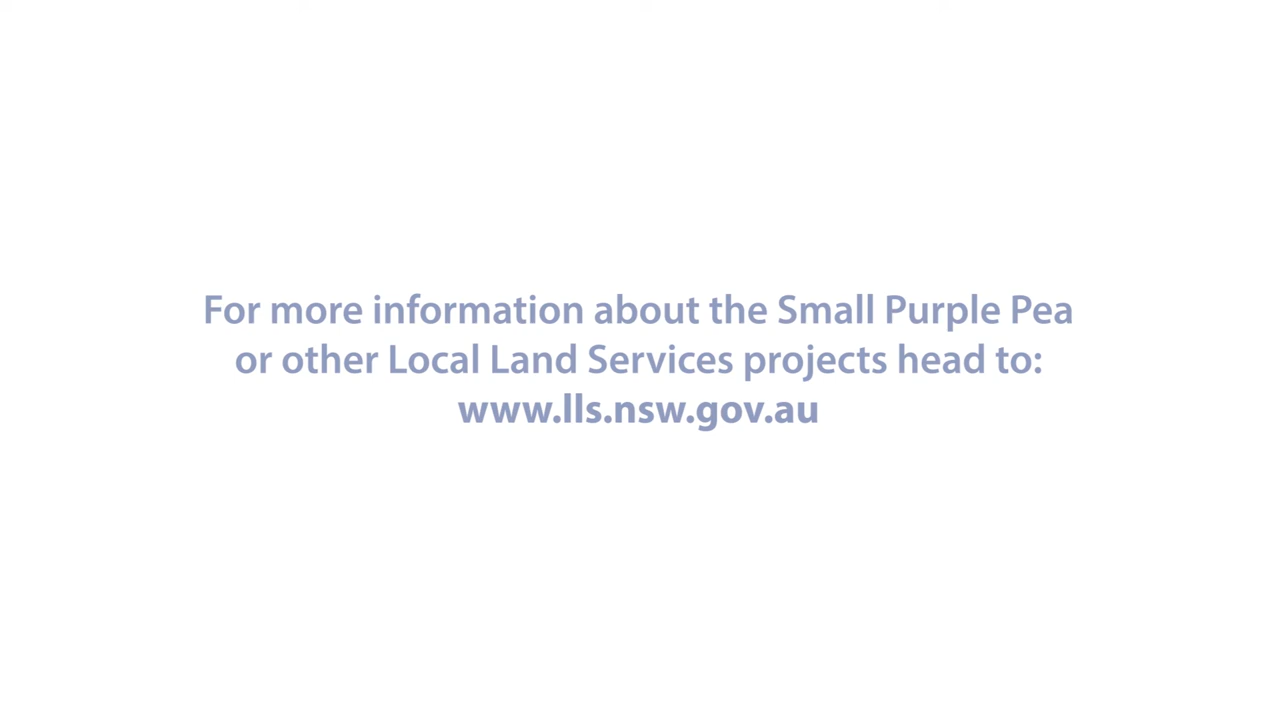 For more information about the Small Purple Pea
or other Local Land Services projects head to:
www.lls.nsw.gov.au